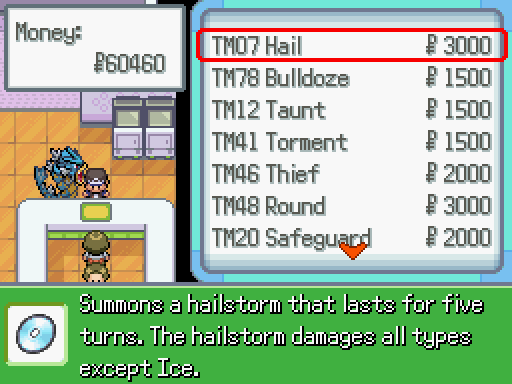 Money:
₽60460
TM07 Hail ₽ 3000
TM78 Bulldoze ₽ 1500
TM12 Taunt ₽ 1500
TM41 Torment ₽ 1500
TM46 Thief ₽ 2000
TM48 Round ₽ 3000
TM20 Safeguard ₽ 2000
Summons a hailstorm that lasts for five
turns. The hailstorm damages all types
except Ice.